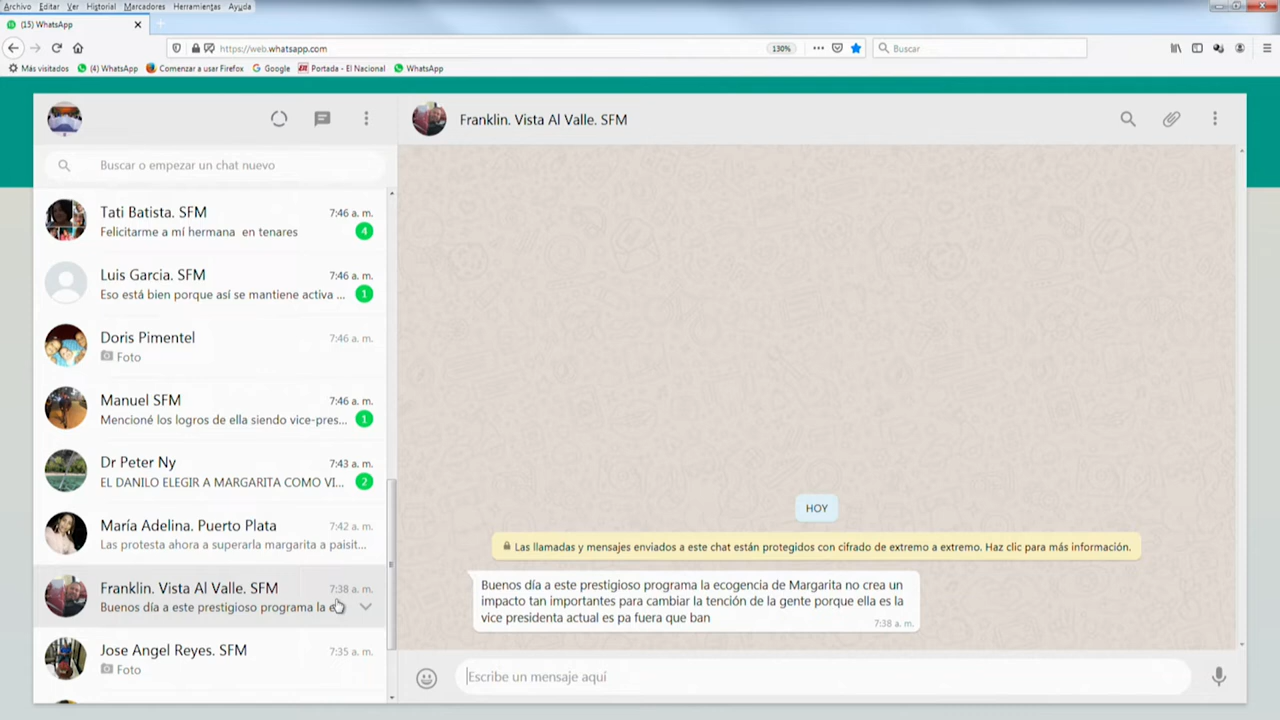 Archivo Editar Ver Historial Marcadores Herramientas Ayuda
(15) WhatsApp
https://web.whatsapp.com
130%
Buscar
Más visitados (4) WhatsApp Comenzar a usar Firefox Google Portada - El Nacional WhatsApp
Buscar o empezar un chat nuevo
Tati Batista. SFM 7:46 a. m.
Felicitarme a mí hermana en tenares 4
Luis Garcia. SFM 7:46 a. m.
Eso está bien porque así se mantiene activa ... 1
Doris Pimentel 7:46 a. m.
Foto
Manuel SFM 7:46 a. m.
Mencioné los logros de ella siendo vice-pres... 1
Dr Peter Ny 7:43 a. m.
EL DANILO ELEGIR A MARGARITA COMO VI... 2
María Adelina. Puerto Plata 7:42 a. m.
Las protesta ahora a superarla margarita a paisit...
Franklin. Vista Al Valle. SFM 7:38 a. m.
Buenos día a este prestigioso programa la
Jose Angel Reyes. SFM 7:35 a. m.
Foto
Franklin. Vista Al Valle. SFM
HOY
Las llamadas y mensajes enviados a este chat están protegidos con cifrado de extremo a extremo. Haz clic para más información.
Buenos día a este prestigioso programa la ecogencia de Margarita no crea un
impacto tan importantes para cambiar la tención de la gente porque ella es la
vice presidenta actual es pa fuera que ban
7:38 a. m.
Escribe un mensaje aquí